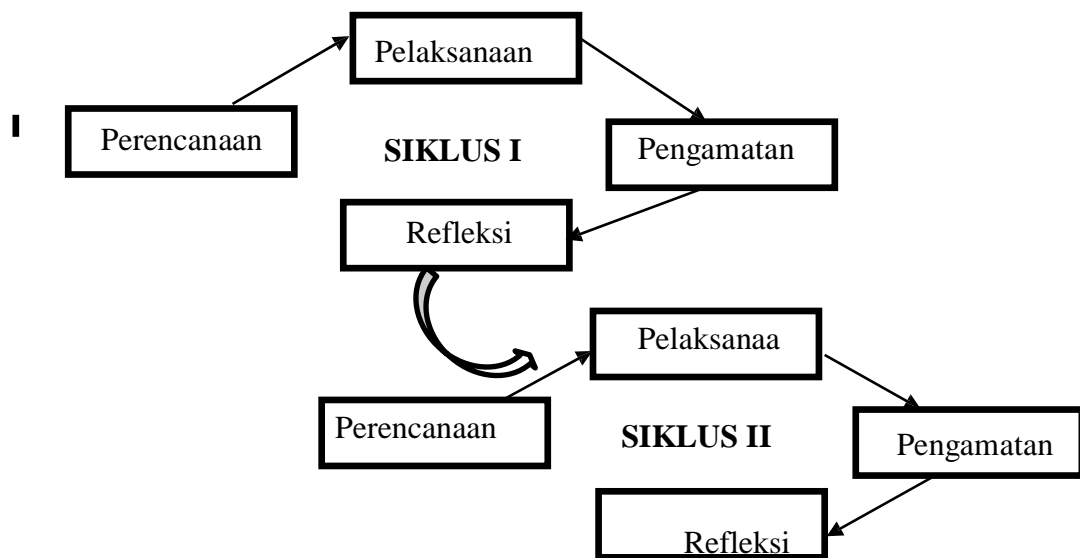 Pelaksanaan
Perencanaan
SIKLUS I
Pengamatan
Refleksi
Pelaksanaa
Perencanaan
SIKLUS II
Pengamatan
Refleksi